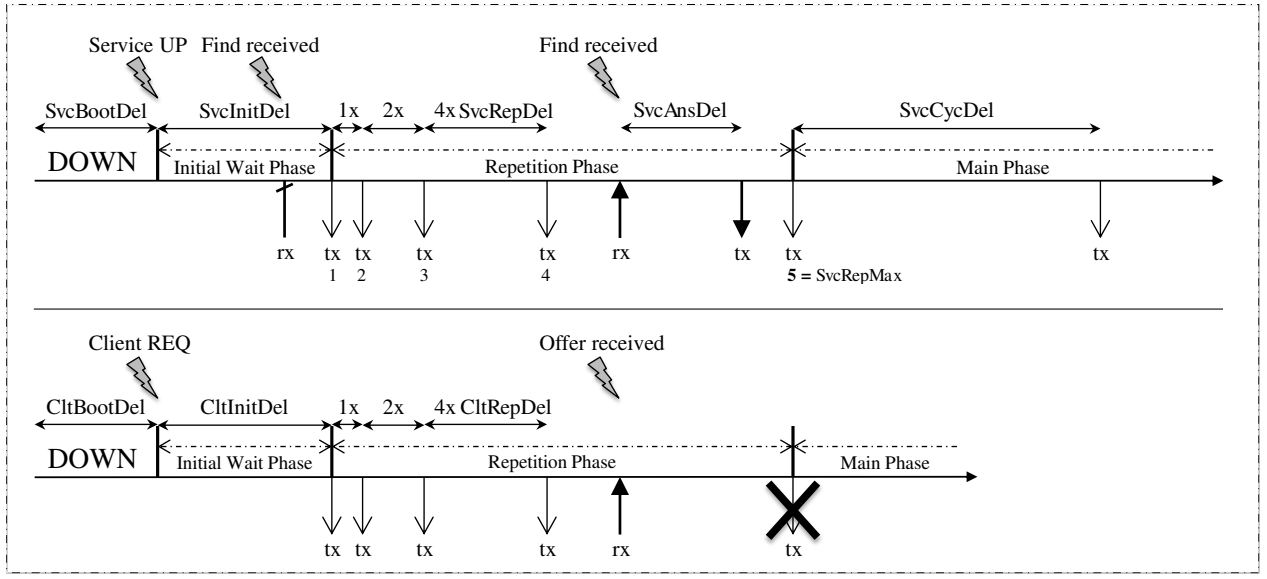 Service UP Find received Find received
SvcBootDel SvcInitDel 1x 2x 4x SvcRepDel SvcAnsDel SvcCycDel
DOWN Initial Wait Phase Repetition Phase Main Phase
rx tx tx tx tx rx tx tx tx
1 2 3 4 5 = SvcRepMax
Client REQ Offer received
CltBootDel CltInitDel 1x 2x 4x CltRepDel
DOWN Initial Wait Phase Repetition Phase Main Phase
tx tx tx tx rx tx